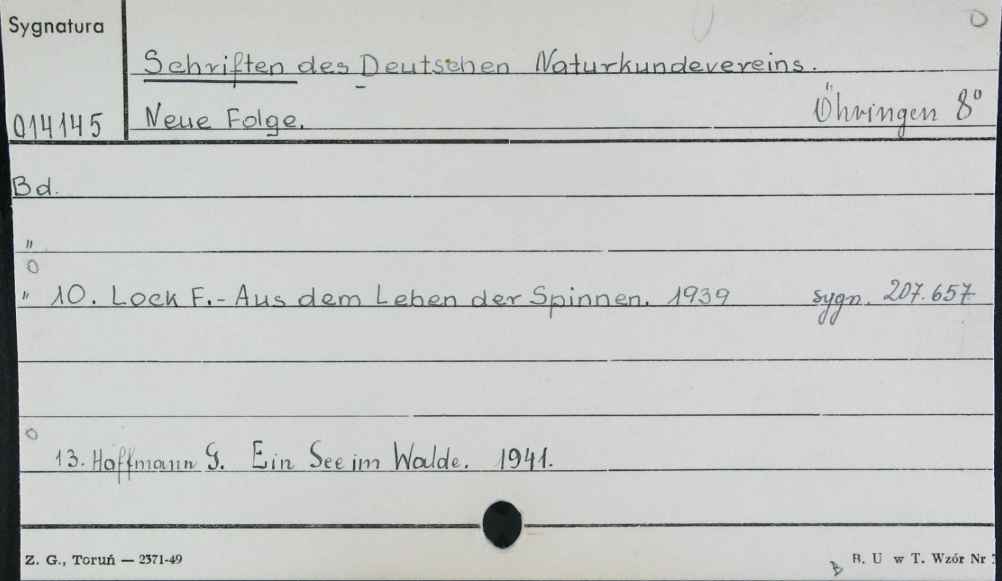 Sygnatura
Schriften des Deutschen Naturkundevereins.
014145 Neue Folge. Öhringen 8°
Bd.
"
" 10. Lock F.- Aus dem Leben der Spinnen. 1939 sygn. 207.657
13. Hoffmann G. Ein See im Walde. 1941.
Z. G., Toruń — 2371-49 B. U w T. Wzór Nr